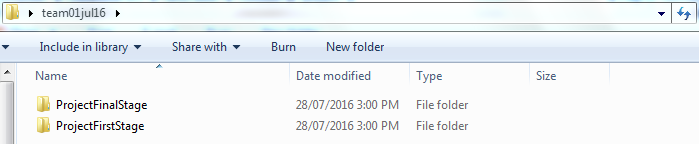 team01jul16
Include in library Share with Burn New folder
Name Date modified Type Size
ProjectFinalStage 28/07/2016 3:00 PM File folder
ProjectFirstStage 28/07/2016 3:00 PM File folder